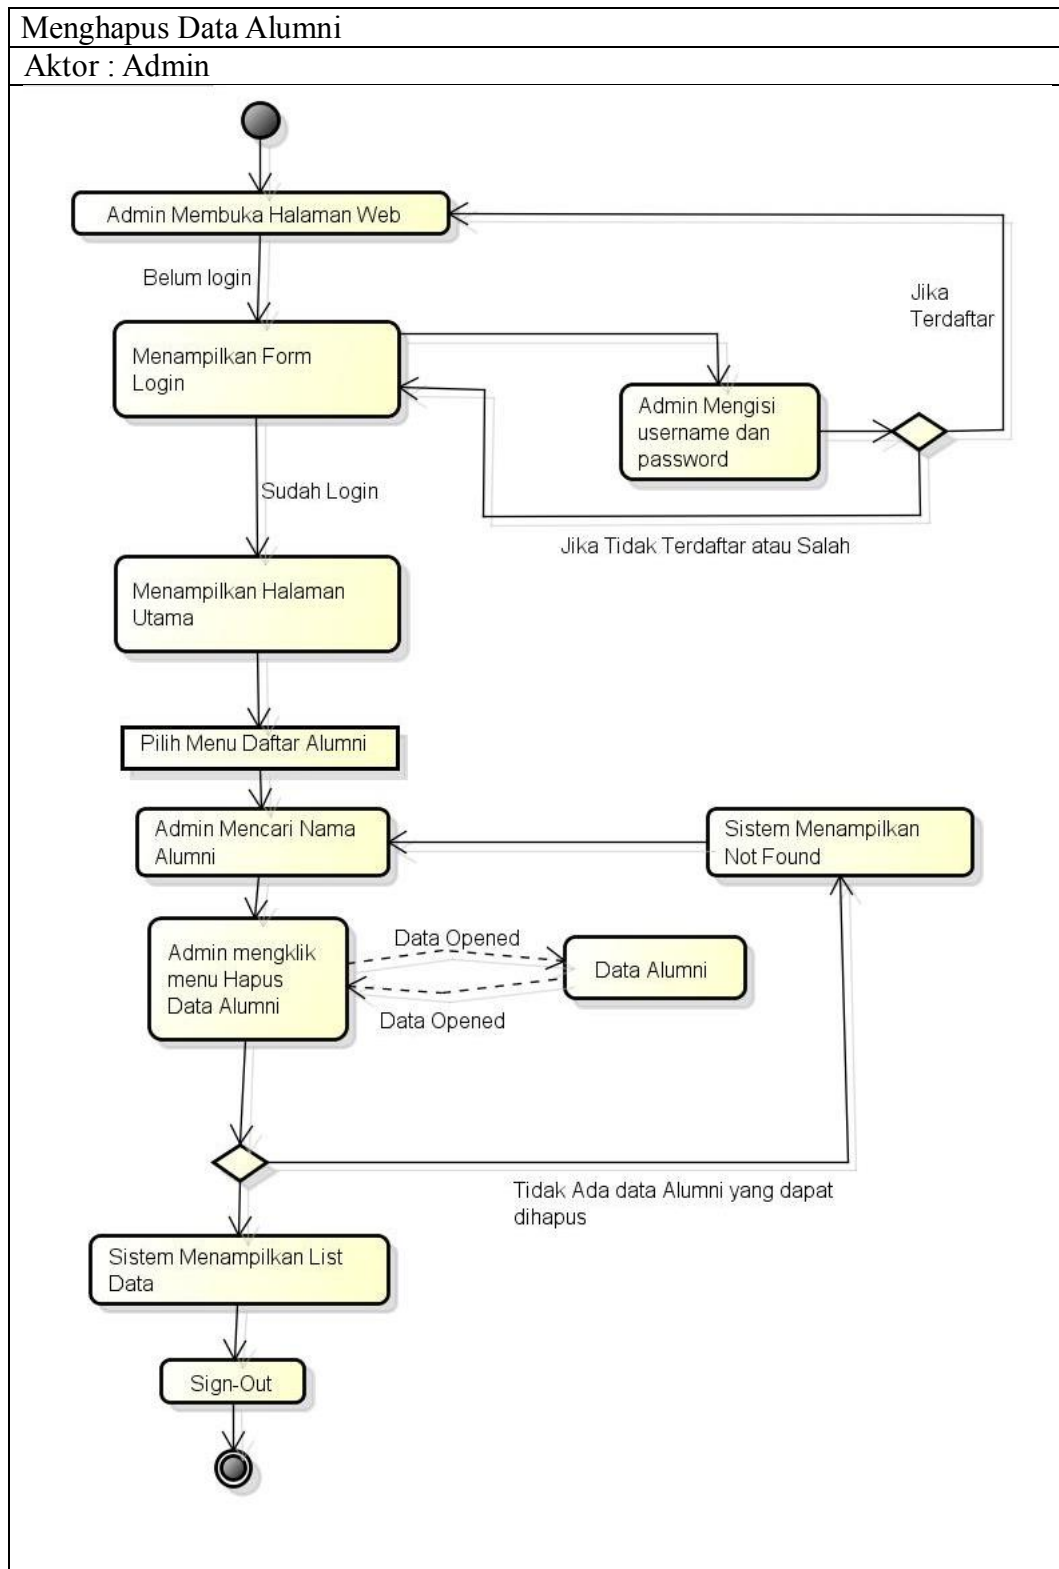 Menghapus Data Alumni
Aktor : Admin
Admin Membuka Halaman Web
Belum login
Jika
Terdaftar
Menampilkan Form
Login
Admin Mengisi
username dan
password
Sudah Login
Jika Tidak Terdaftar atau Salah
Menampilkan Halaman
Utama
Pilih Menu Daftar Alumni
Admin Mencari Nama
Alumni
Sistem Menampilkan
Not Found
Admin mengklik
menu Hapus
Data Alumni
Data Opened
Data Alumni
Data Opened
Tidak Ada data Alumni yang dapat
dihapus
Sistem Menampilkan List
Data
Sign-Out